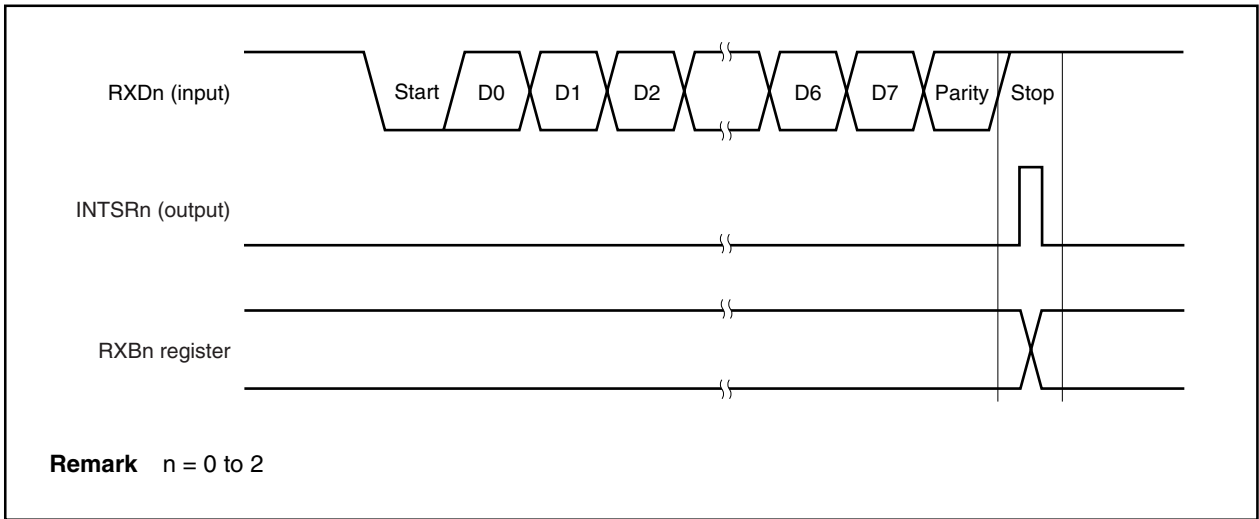 RXDn (input)
Start D0 D1 D2 D6 D7 Parity Stop
INTSRn (output)
RXBn register
Remark n = 0 to 2